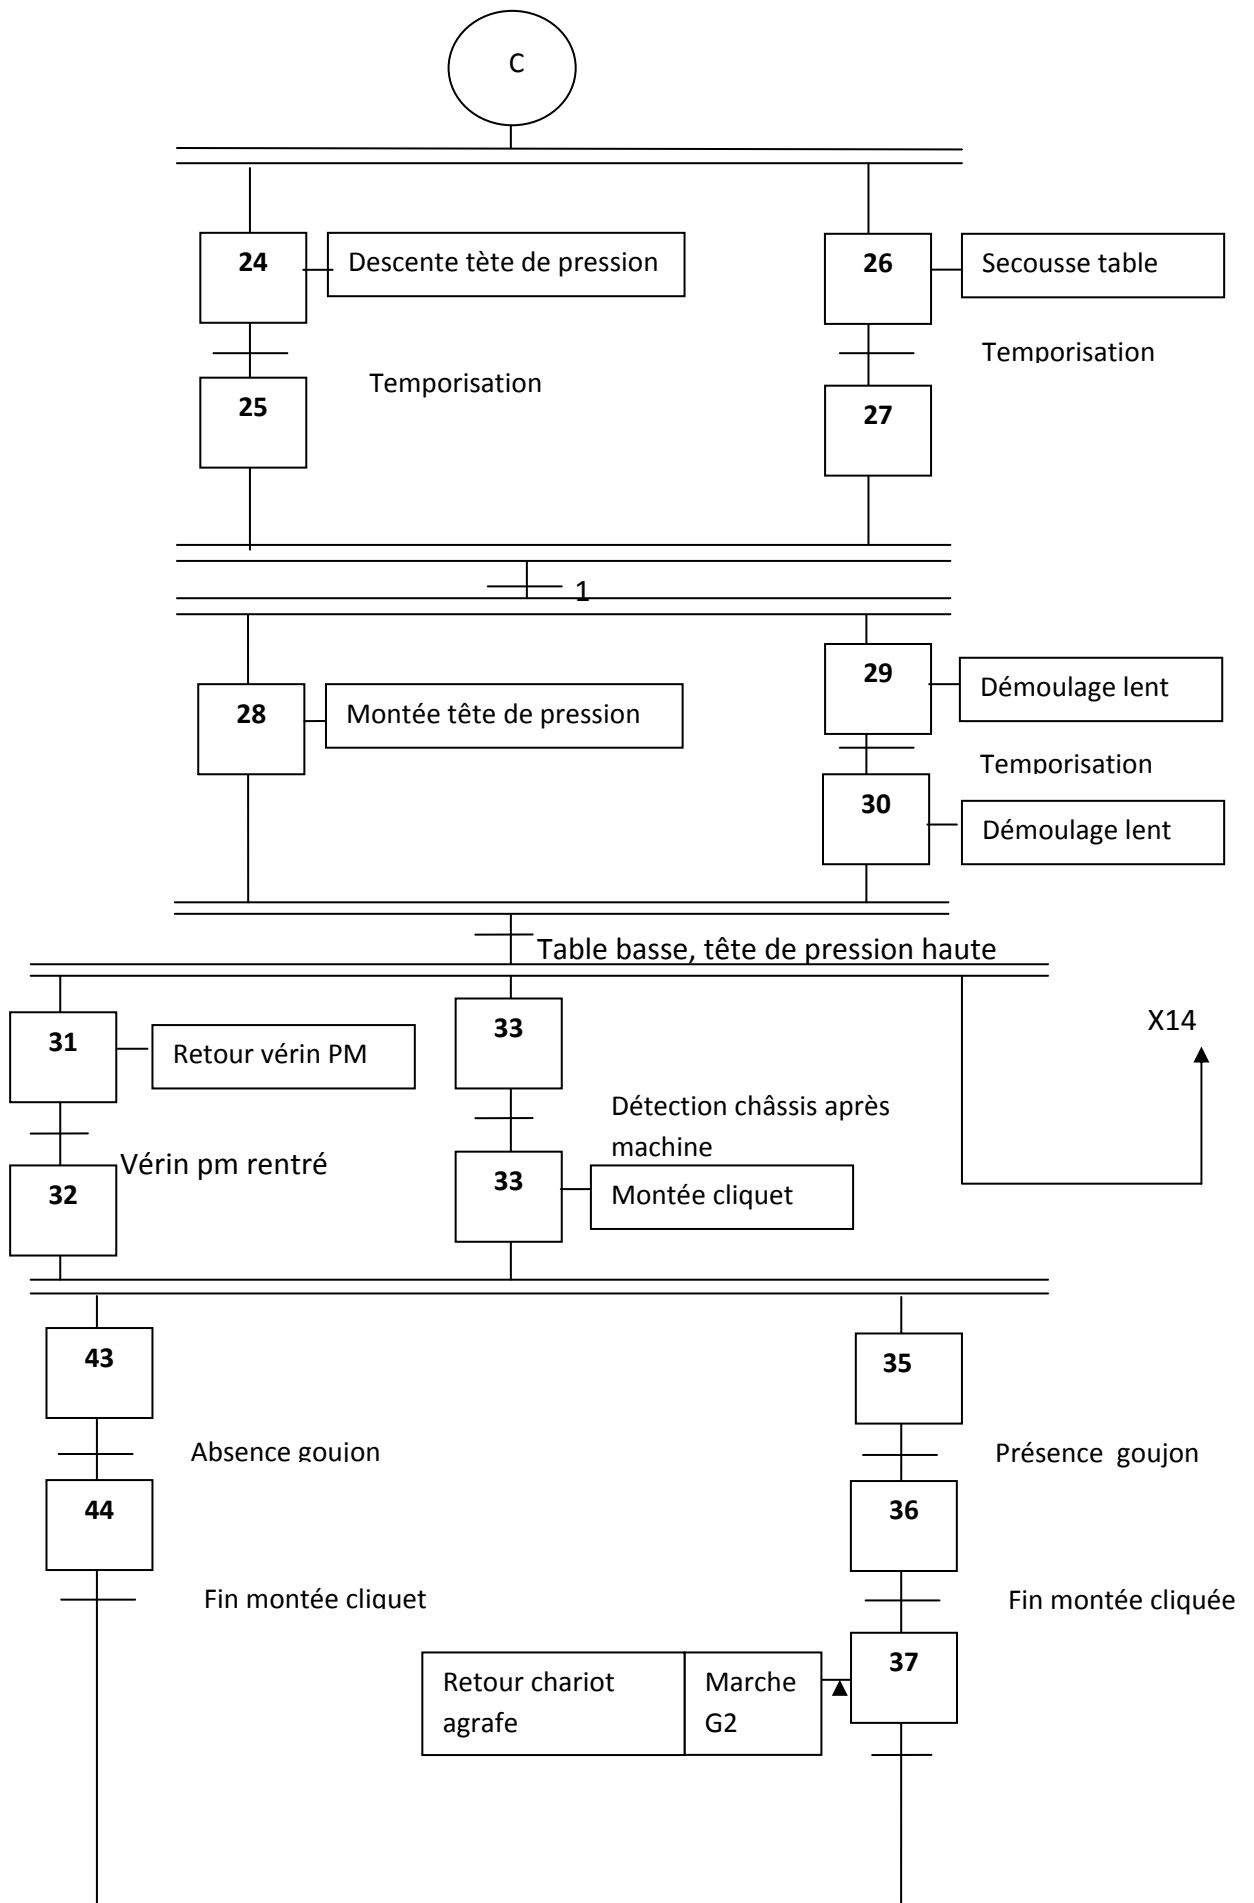 C
24
Descente tète de pression
26
Secousse table
Temporisation
Temporisation
25
27
1
29
Démoulage lent
28
Montée tête de pression
Temporisation
30
Démoulage lent
Table basse, tête de pression haute
31
Retour vérin PM
33
X14
Détection châssis après
machine
Vérin pm rentré
32
33
Montée cliquet
43
35
Absence goujon
Présence goujon
44
36
Fin montée cliquet
Fin montée cliquée
37
Retour chariot
agrafe
Marche
G2